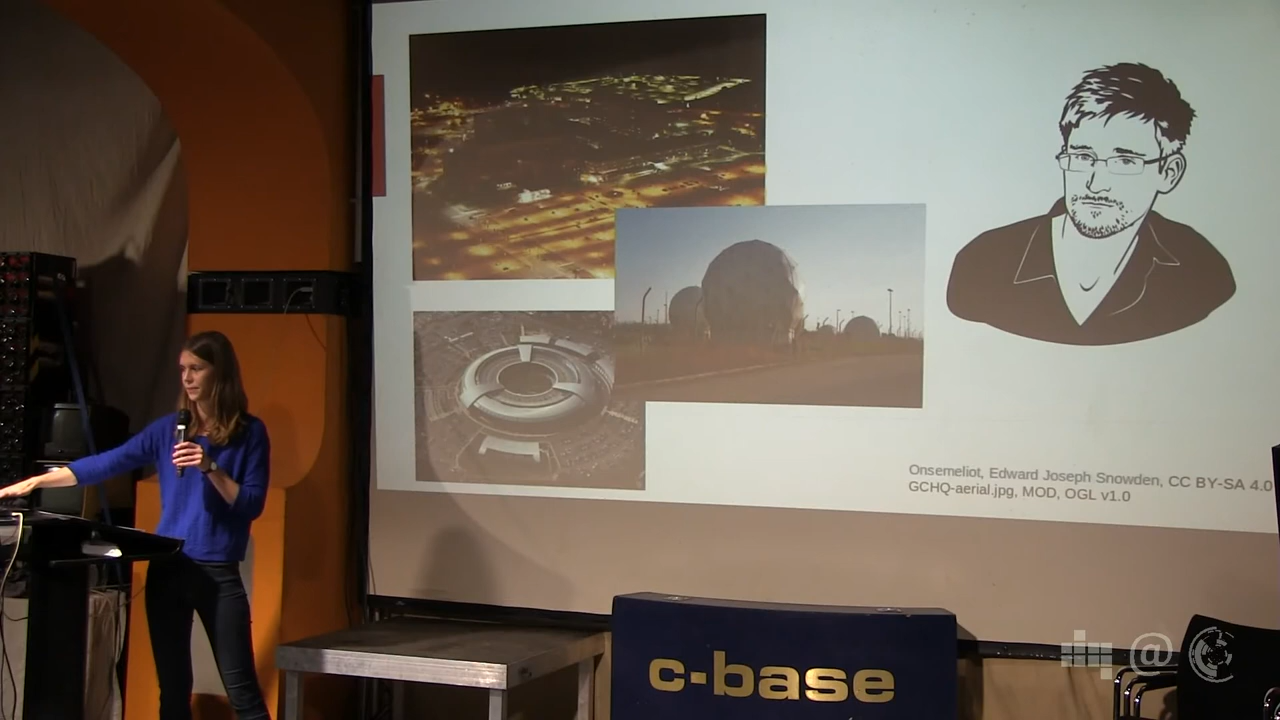 Onsemeliot, Edward Joseph Snowden, CC BY-SA 4.0
GCHQ-aerial.jpg, MOD, OGL v1.0
c-base
@